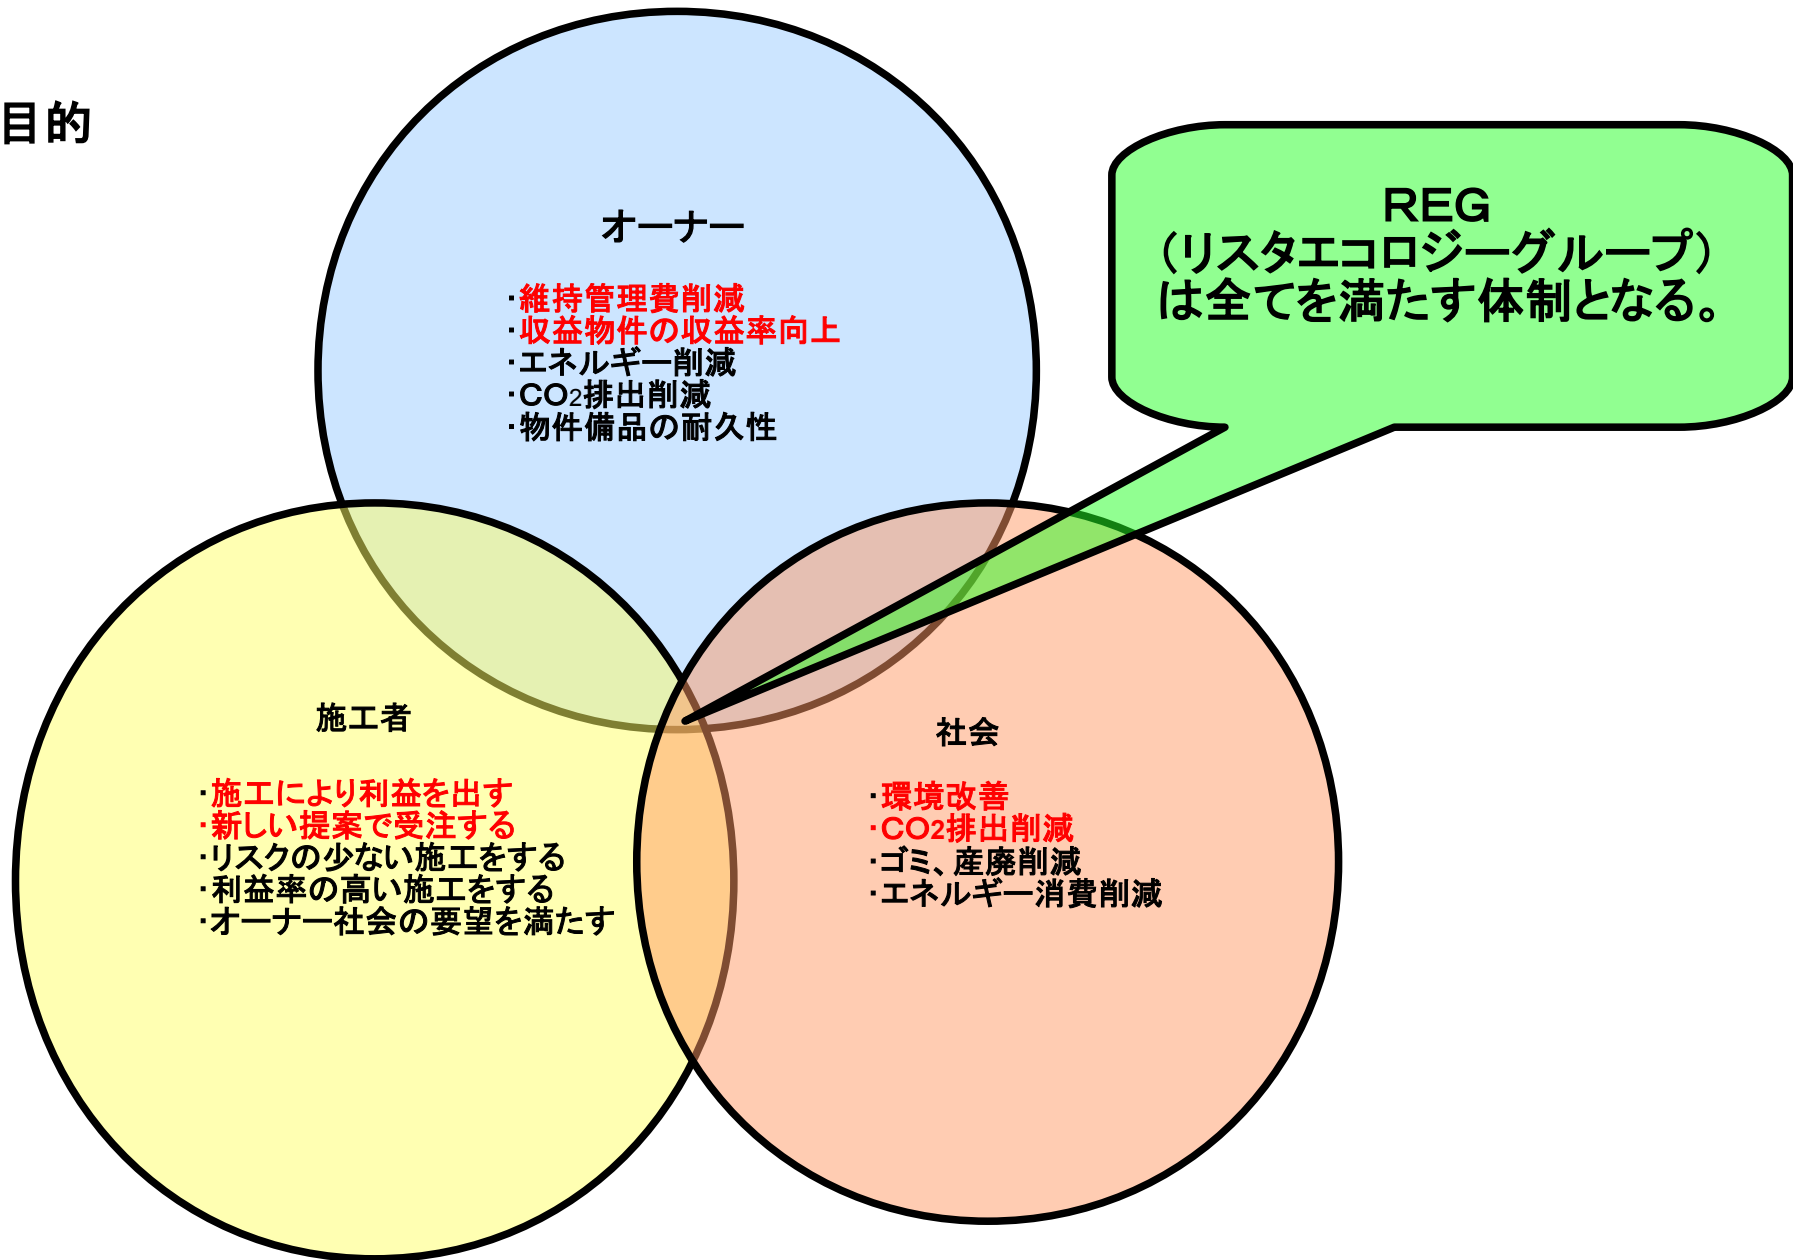 目的
オーナー
・維持管理費削減
・収益物件の収益率向上
・エネルギー削減
・CO2排出削減
・物件備品の耐久性
REG
(リスタエコロジーグループ)
は全てを満たす体制となる。
施工者
・施工により利益を出す
・新しい提案で受注する
・リスクの少ない施工をする
・利益率の高い施工をする
・オーナー社会の要望を満たす
社会
・環境改善
・CO2排出削減
・ゴミ、産廃削減
・エネルギー消費削減